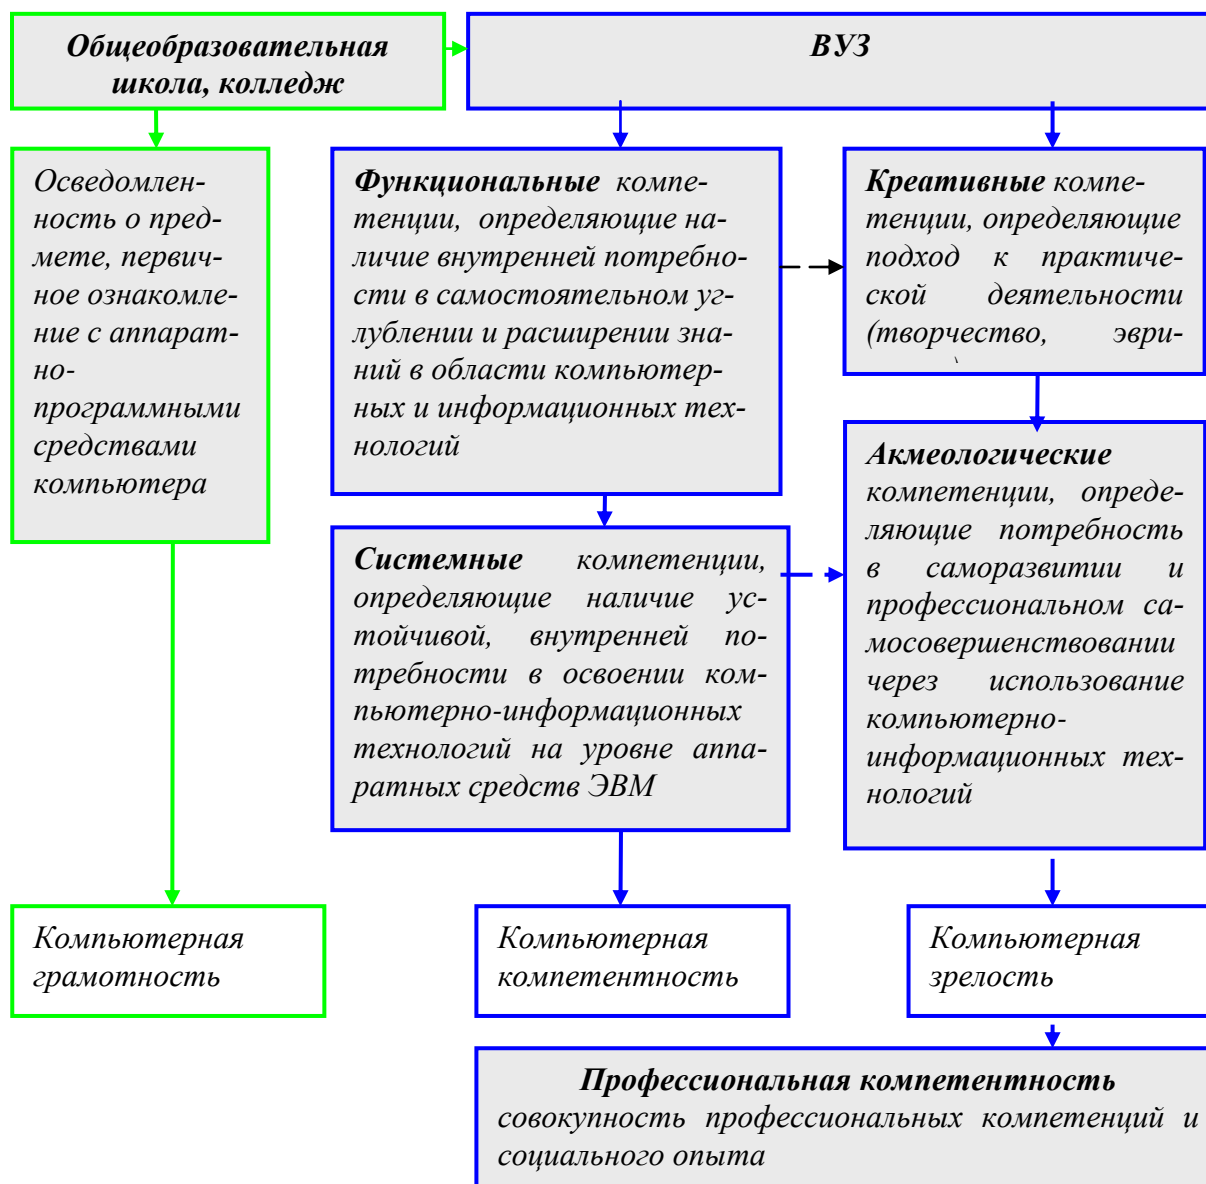 Общеобразовательная
школа, колледж
ВУЗ
Осведомлен-
ность о пред-
мете, первич-
ное ознакомле-
ние с аппарат-
но-
программными
средствами
компьютера
Функциональные компе-
тенции, определяющие на-
личие внутренней потребно-
сти в самостоятельном уг-
лублении и расширении зна-
ний в области компьютер-
ных и информационных тех-
нологий
Креативные компе-
тенции, определяющие
подход к практиче-
ской деятельности
(творчество, эври-
Системные компетенции,
определяющие наличие ус-
тойчивой, внутренней по-
требности в освоении ком-
пьютерно-информационных
технологий на уровне аппа-
ратных средств ЭВМ
Акмеологические
компетенции, опреде-
ляющие потребность
в саморазвитии и
профессиональном са-
мосовершенствовании
через использование
компьютерно-
информационных тех-
нологий
Компьютерная
грамотность
Компьютерная
компетентность
Компьютерная
зрелость
Профессиональная компетентность
совокупность профессиональных компетенций и
социального опыта